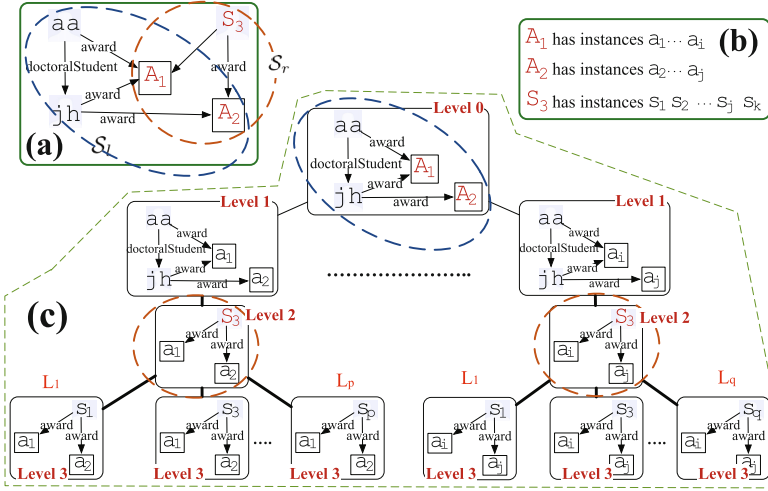 aa
award
S3
doctoralStudent
A1
award
Sr
award
jh
award
A2
(a)
Sl
A1 has instances a1... ai
(b)
A2 has instances a2... aj
S3 has instances s1 s2 ... sj sk
Level 0
aa
award
doctoralStudent
A1
award
jh
award
A2
Level 1
aa
award
doctoralStudent
a1
award
jh
award
a2
Level 1
aa
award
doctoralStudent
ai
award
jh
award
aj
......................
(c)
S3
Level 2
award
a1
award
a2
S3
Level 2
award
ai
award
aj
L1
Lp
L1
Lq
s1
award
a1
award
a2
Level 3
s3
award
a1
award
a2
Level 3
....
sp
award
a1
award
a2
Level 3
s1
award
ai
award
aj
Level 3
s3
award
ai
award
aj
Level 3
....
sq
award
ai
award
aj
Level 3